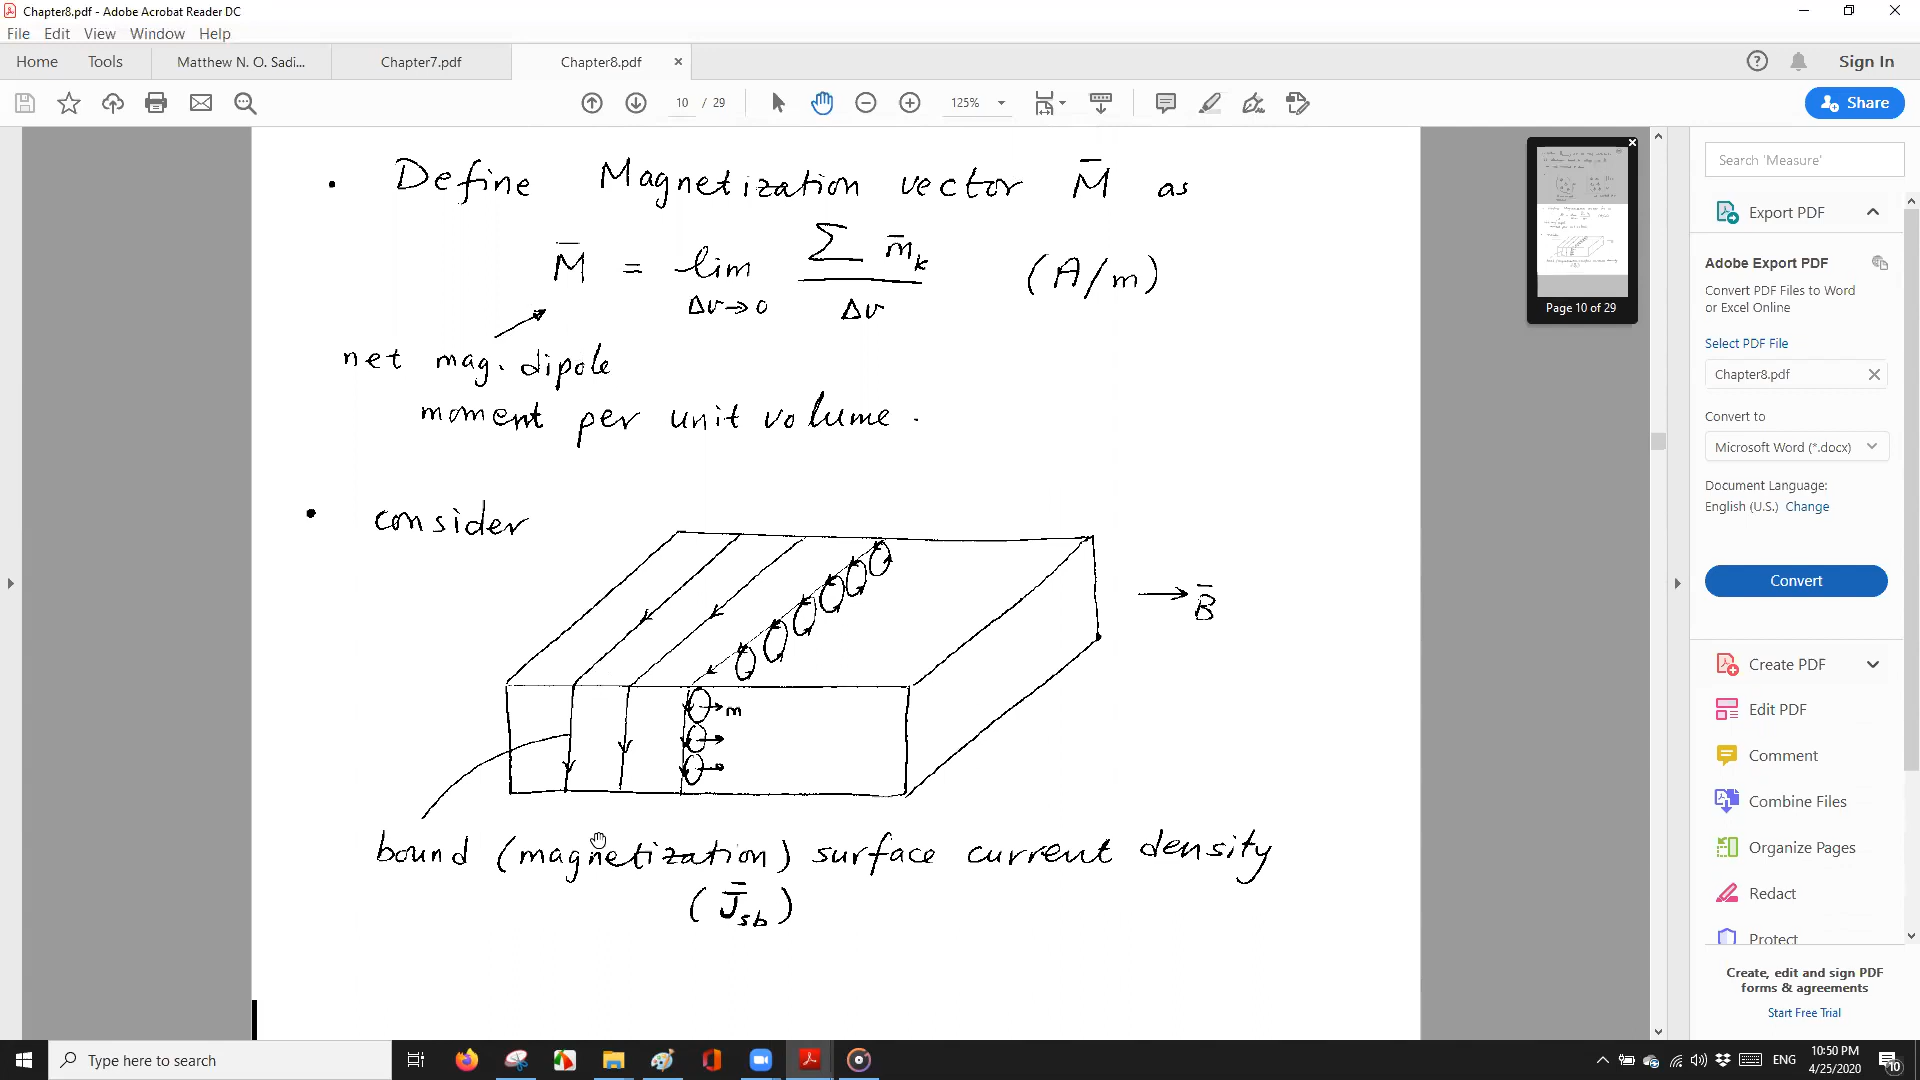 Chapter8.pdf - Adobe Acrobat Reader DC
File Edit View Window Help
Home Tools Matthew N. O. Sadi... Chapter7.pdf Chapter8.pdf × ? Sign In
10 / 29 125% Share
• Define Magnetization vector M̄ as
M̄ = lim Δv→0 Σ m̄k / Δv (A/m)
net mag. dipole
moment per unit volume.
• consider
B̄
m
bound (magnetization) surface current density
(J̄sb)
Page 10 of 29
Search 'Measure'
Export PDF
Adobe Export PDF
Convert PDF Files to Word
or Excel Online
Select PDF File
Chapter8.pdf
Convert to
Microsoft Word (*.docx)
Document Language:
English (U.S.) Change
Convert
Create PDF
Edit PDF
Comment
Combine Files
Organize Pages
Redact
Protect
Create, edit and sign PDF
forms & agreements
Start Free Trial
Type here to search
ENG
10:50 PM
4/25/2020
10